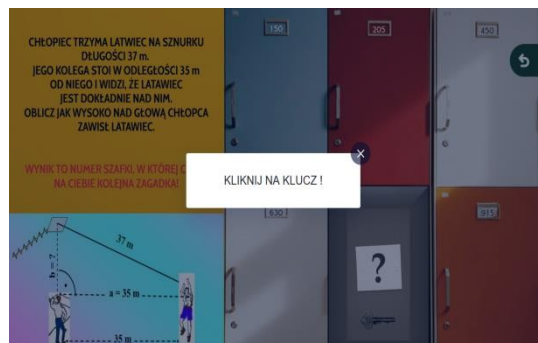 CHŁOPIEC TRZYMA LATWIEC NA SZNURKU
DŁUGOŚCI 37 m.
JEGO KOLEGA STOI W ODLEGŁOŚCI 35 m
OD NIEGO I WIDZI, ŻE LATAWIEC
JEST DOKŁADNIE NAD NIM.
OBLICZ JAK WYSOKO NAD GŁOWĄ CHŁOPCA
ZAWISŁ LATAWIEC.
WYNIK TO NUMER SZAFKI, W KTÓREJ
NA CIEBIE KOLEJNA ZAGADKA!
KLIKNIJ NA KLUCZ !
150
205
450
630
915
?
37 m
b = ?
a = 35 m
35 m